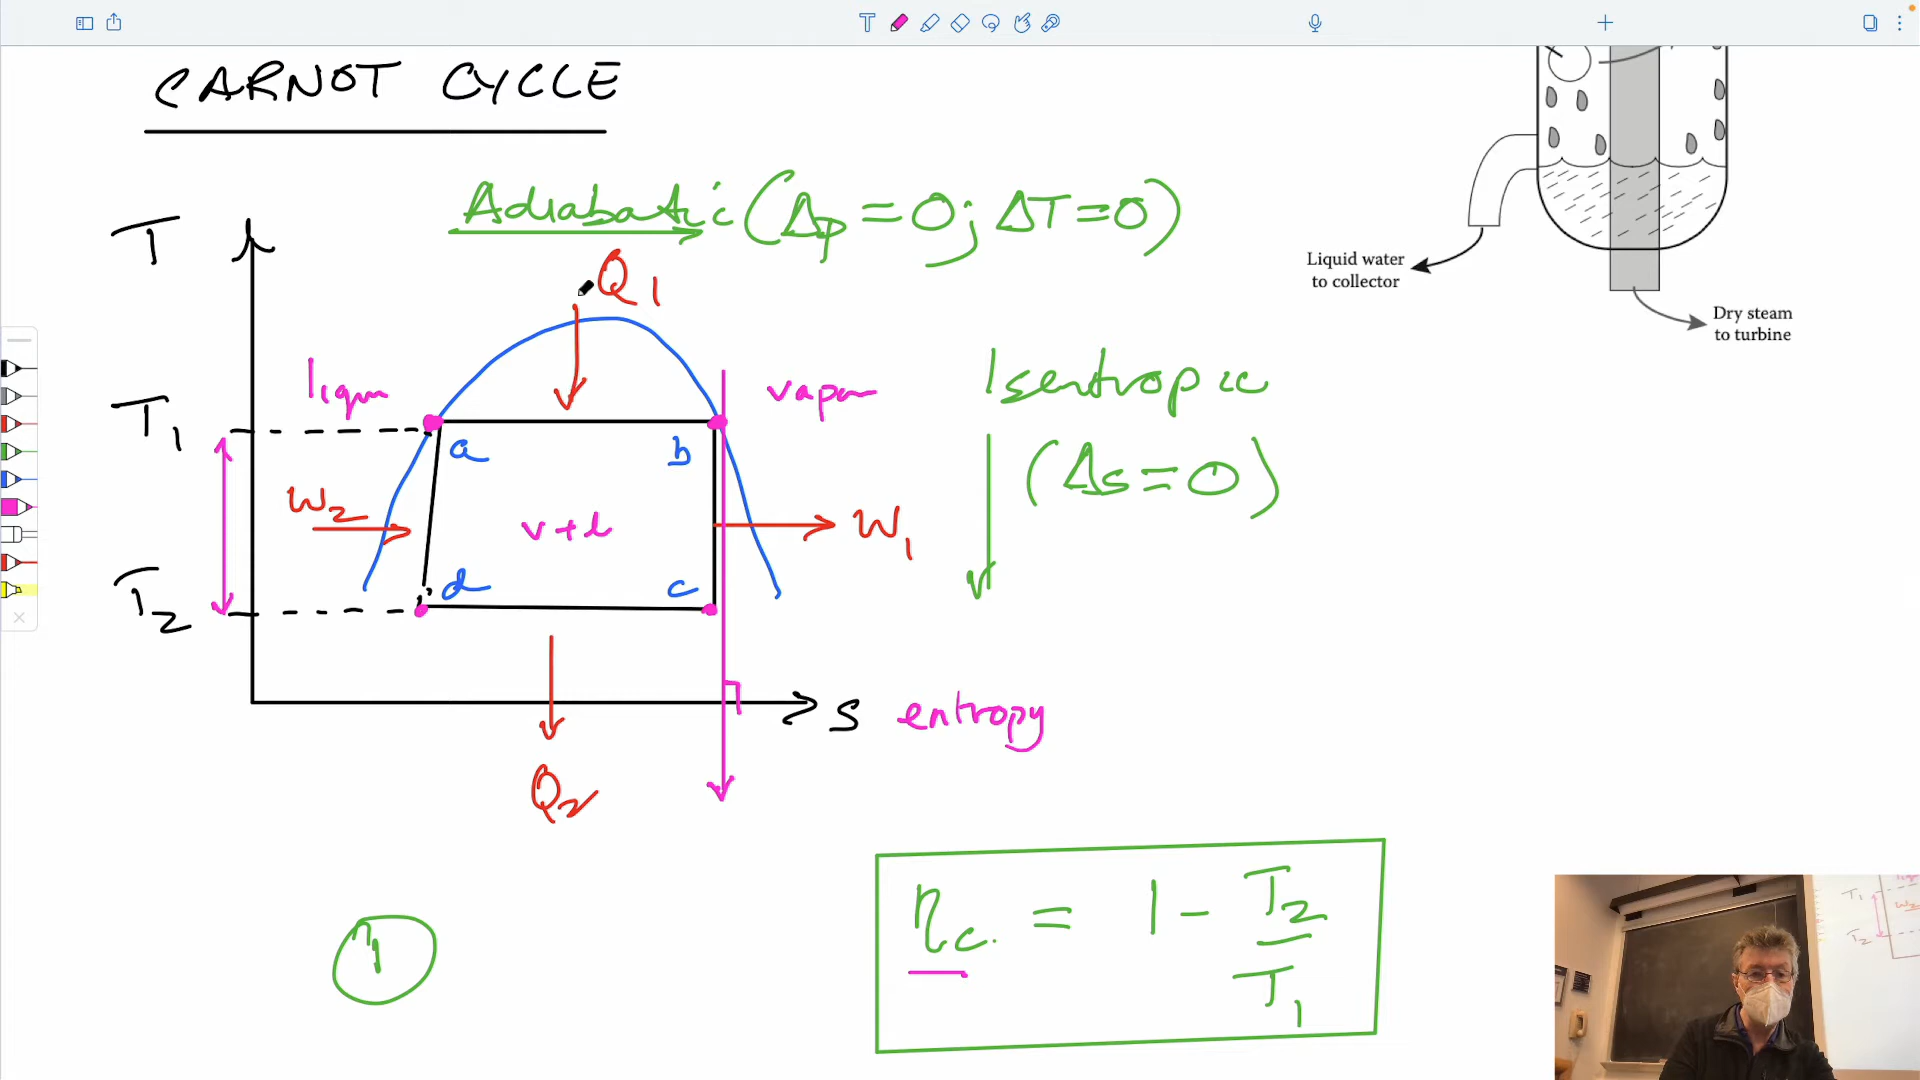 CARNOT CYCLE
Adiabatic (Δp = 0; ΔT = 0)
T
Q1
liqui
vapor
Isentropic
T1
a
b
(Δs = 0)
W2
v + l
W1
T2
d
c
s entropy
Q2
ηc. = 1 - T2/T1
η
Liquid water
to collector
Dry steam
to turbine
T